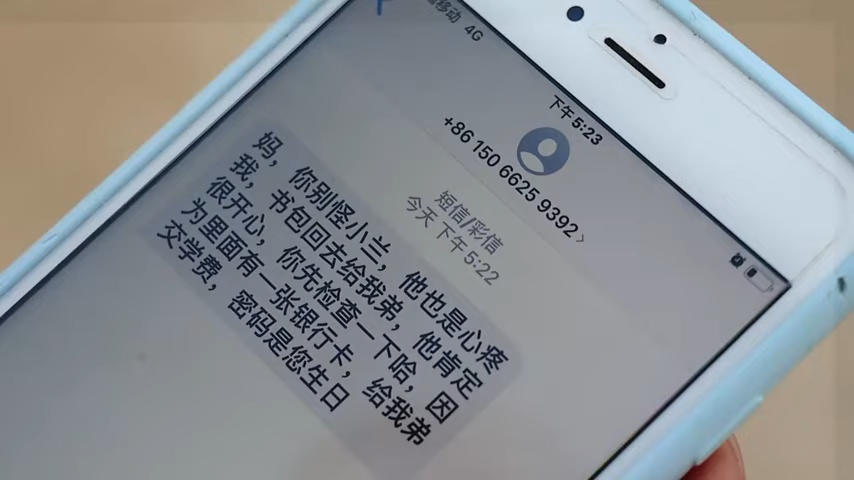 移动 4G
下午5:23
+86 150 6625 9392
短信/彩信
今天 下午5:22
妈，你别怪小兰，他也是心疼
我，书包回去给我弟，他肯定
很开心，你先检查一下哈，因
为里面有一张银行卡，给我弟
交学费，密码是您生日